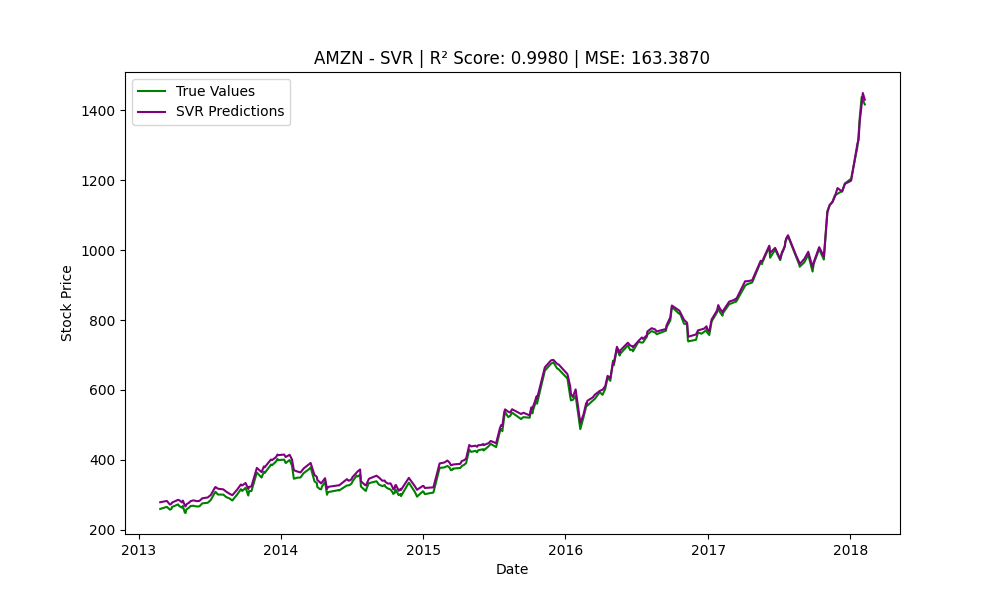 AMZN - SVR | R² Score: 0.9980 | MSE: 163.3870
True Values
SVR Predictions
1400
1200
1000
800
600
400
200
Stock Price
2013 2014 2015 2016 2017 2018
Date